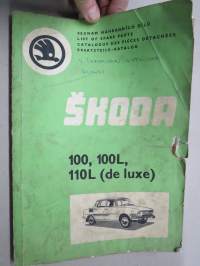 SEZNAM NÁHRADNÍCH DÍLŮ
LIST OF SPARE PARTS
CATALOGUE DES PIÈCES DÉTACHÉES
ERSATZTEILE-KATALOG
ŠKODA
100, 100L,
110L (de luxe)